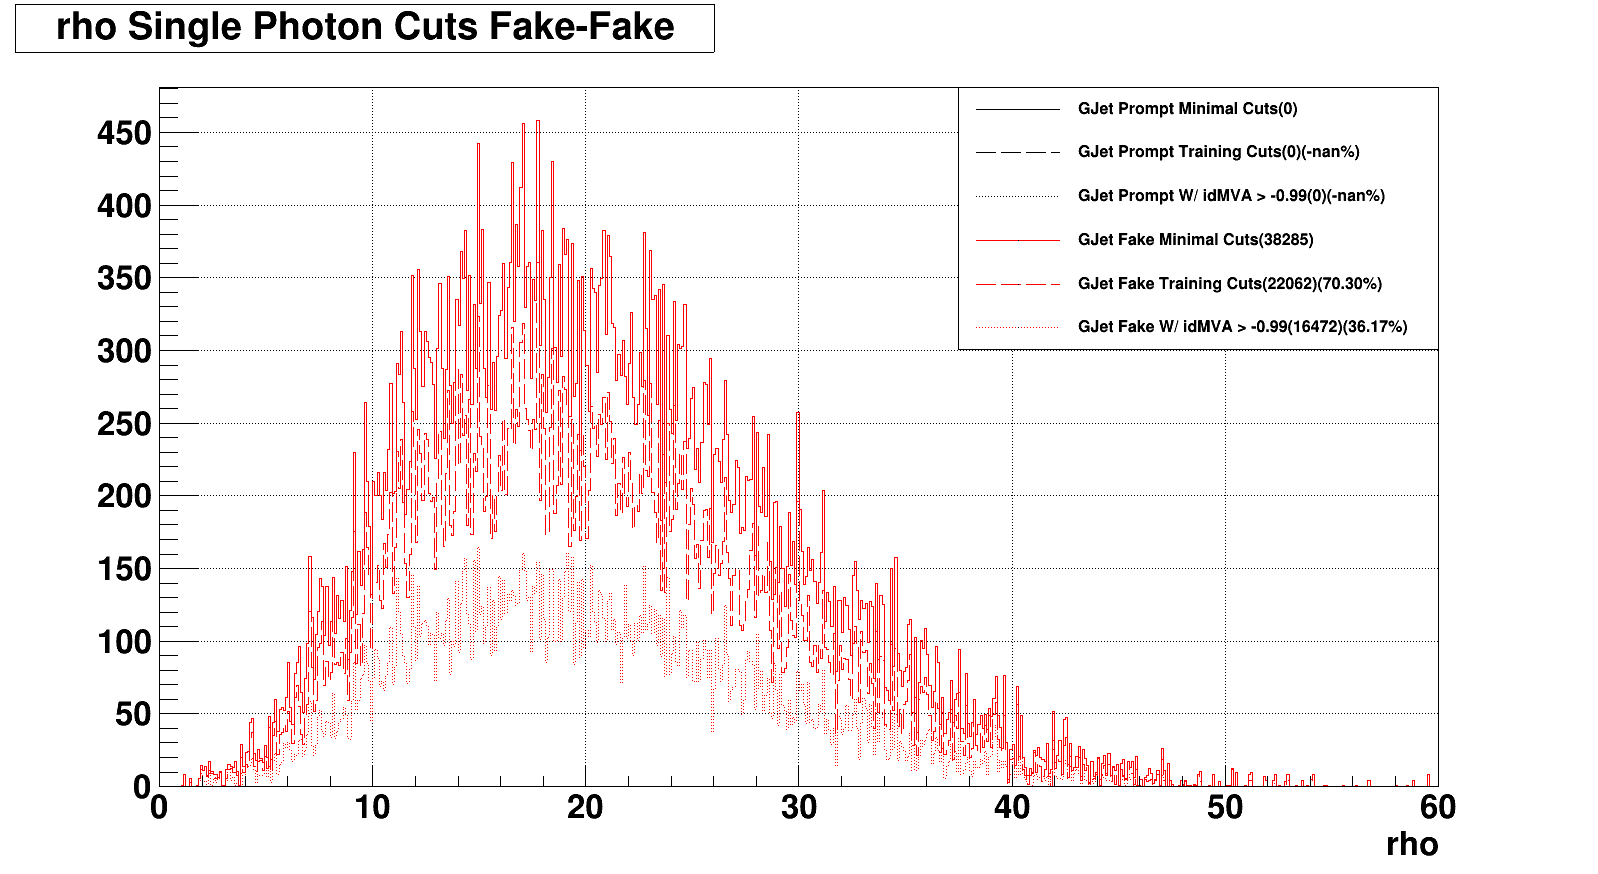 rho Single Photon Cuts Fake-Fake
GJet Prompt Minimal Cuts(0)
GJet Prompt Training Cuts(0)(-nan%)
GJet Prompt W/ idMVA > -0.99(0)(-nan%)
GJet Fake Minimal Cuts(38285)
GJet Fake Training Cuts(22062)(70.30%)
GJet Fake W/ idMVA > -0.99(16472)(36.17%)
450
400
350
300
250
200
150
100
50
0
0 10 20 30 40 50 60
rho